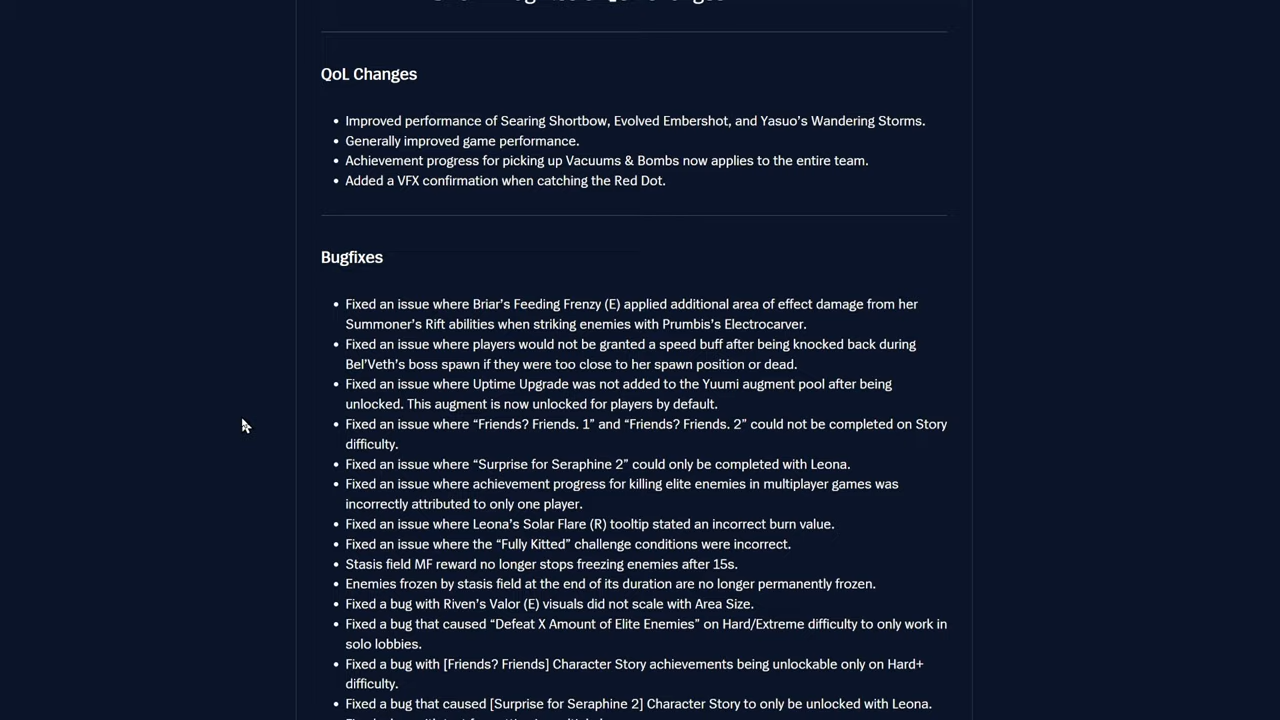 QoL Changes
• Improved performance of Searing Shortbow, Evolved Embershot, and Yasuo's Wandering Storms.
• Generally improved game performance.
• Achievement progress for picking up Vacuums & Bombs now applies to the entire team.
• Added a VFX confirmation when catching the Red Dot.
Bugfixes
• Fixed an issue where Briar's Feeding Frenzy (E) applied additional area of effect damage from her
Summoner's Rift abilities when striking enemies with Prumbis's Electrocarver.
• Fixed an issue where players would not be granted a speed buff after being knocked back during
Bel'Veth's boss spawn if they were too close to her spawn position or dead.
• Fixed an issue where Uptime Upgrade was not added to the Yuumi augment pool after being
unlocked. This augment is now unlocked for players by default.
• Fixed an issue where “Friends? Friends. 1” and “Friends? Friends. 2” could not be completed on Story
difficulty.
• Fixed an issue where “Surprise for Seraphine 2” could only be completed with Leona.
• Fixed an issue where achievement progress for killing elite enemies in multiplayer games was
incorrectly attributed to only one player.
• Fixed an issue where Leona's Solar Flare (R) tooltip stated an incorrect burn value.
• Fixed an issue where the “Fully Kitted” challenge conditions were incorrect.
• Stasis field MF reward no longer stops freezing enemies after 15s.
• Enemies frozen by stasis field at the end of its duration are no longer permanently frozen.
• Fixed a bug with Riven's Valor (E) visuals did not scale with Area Size.
• Fixed a bug that caused “Defeat X Amount of Elite Enemies” on Hard/Extreme difficulty to only work in
solo lobbies.
• Fixed a bug with [Friends? Friends] Character Story achievements being unlockable only on Hard+
difficulty.
• Fixed a bug that caused [Surprise for Seraphine 2] Character Story to only be unlocked with Leona.